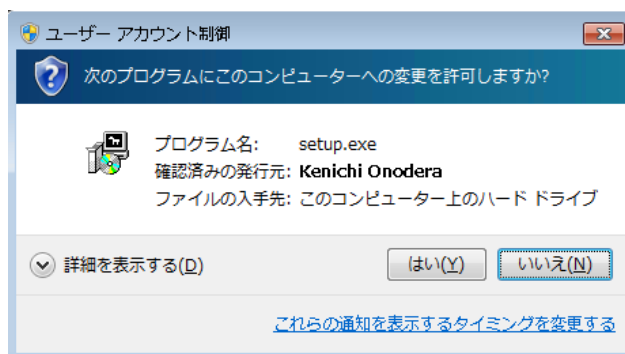 ユーザー アカウント制御
次のプログラムにこのコンピューターへの変更を許可しますか?
プログラム名: setup.exe
確認済みの発行元: Kenichi Onodera
ファイルの入手先: このコンピューター上のハード ドライブ
詳細を表示する(D) はい(Y) いいえ(N)
これらの通知を表示するタイミングを変更する